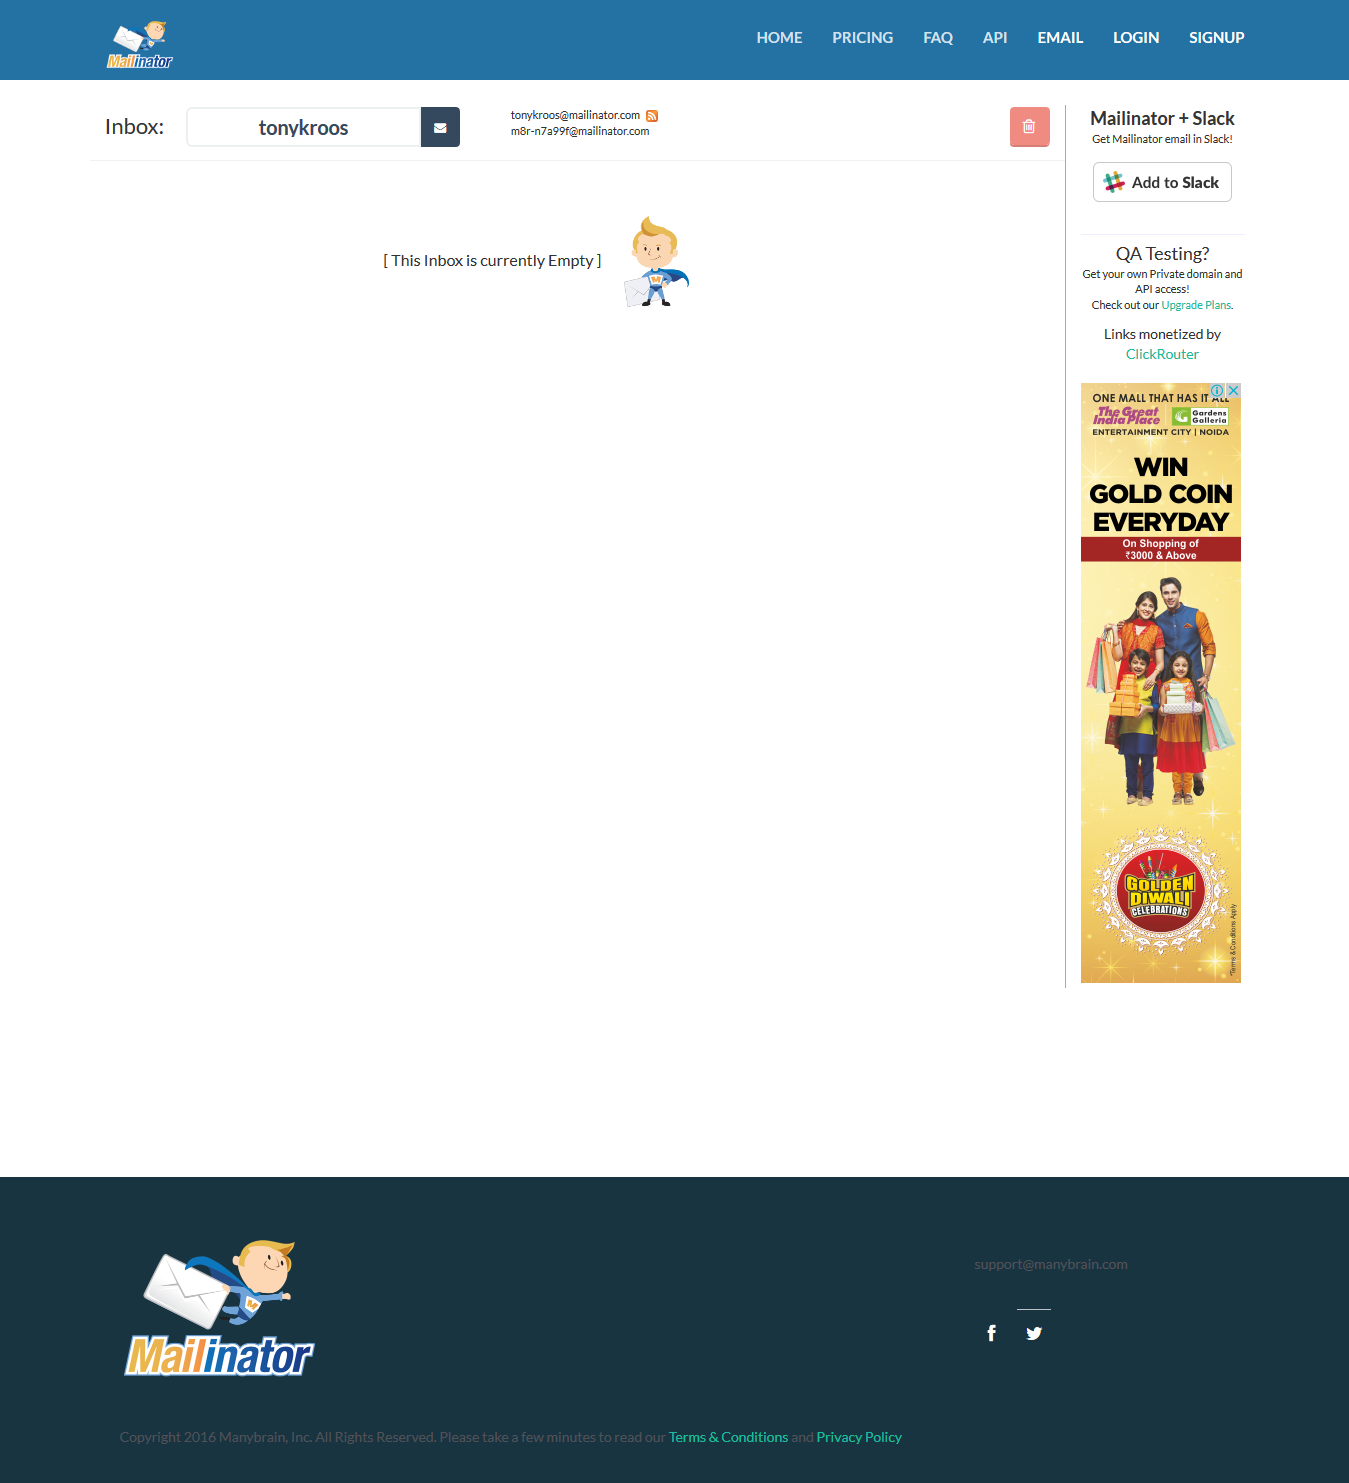 Mailinator
HOME PRICING FAQ API EMAIL LOGIN SIGNUP
Inbox: tonykroos
tonykroos@mailinator.com
m8r-n7a99f@mailinator.com
[ This Inbox is currently Empty ]
M
Mailinator + Slack
Get Mailinator email in Slack!
Add to Slack
QA Testing?
Get your own Private domain and
API access!
Check out our Upgrade Plans.
Links monetized by
ClickRouter
ONE MALL THAT HAS IT ALL
The Great
India Place
G Gardens
Galleria
ENTERTAINMENT CITY | NOIDA
WIN
GOLD COIN
EVERYDAY
On Shopping of
₹3000 & Above
GOLDEN
DIWALI
CELEBRATIONS
*Terms & Conditions Apply
M
Mailinator
support@manybrain.com
Copyright 2016 Manybrain, Inc. All Rights Reserved. Please take a few minutes to read our Terms & Conditions and Privacy Policy